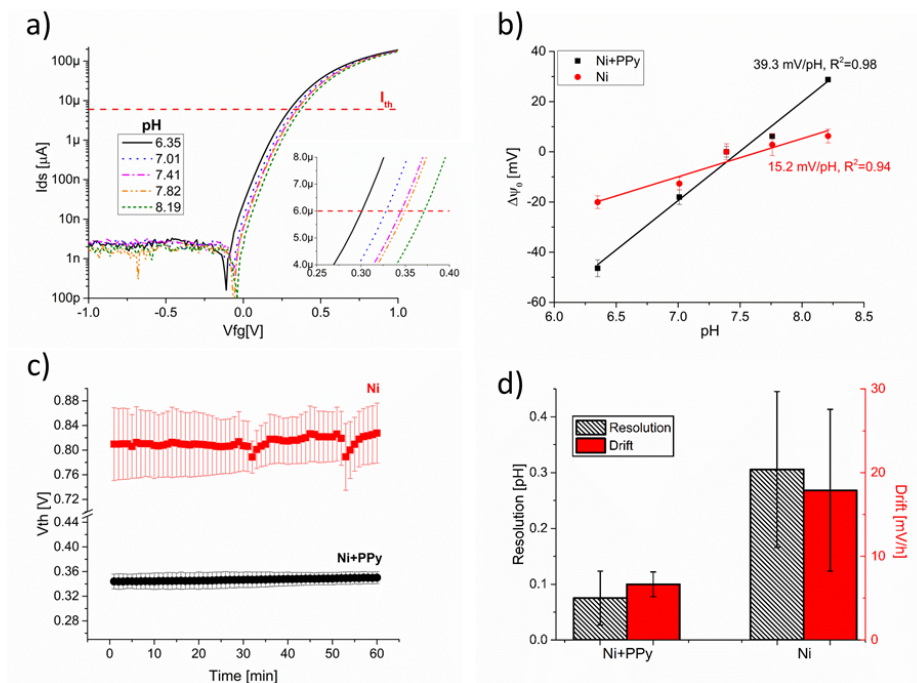 a)
Ids[µA]
100µ
10µ
1µ
100n
10n
1n
100p
I_th
pH
6.35
7.01
7.41
7.82
8.19
8.0µ
7.0µ
6.0µ
5.0µ
4.0µ
0.25 0.30 0.35 0.40
-1.0 -0.5 0.0 0.5 1.0
Vfg[V]
b)
Δψ₀ [mV]
40
20
0
-20
-40
-60
Ni+PPy
Ni
39.3 mV/pH, R²=0.98
15.2 mV/pH, R²=0.94
6.0 6.5 7.0 7.5 8.0 8.5
pH
c)
Vth [V]
0.88
0.84
0.80
0.76
0.72
0.44
0.40
0.36
0.32
0.28
Ni
Ni+PPy
0 10 20 30 40 50 60
Time [min]
d)
Resolution [pH]
0.4
0.3
0.2
0.1
0.0
Resolution
Drift
30
20
10
0
Drift [mV/h]
Ni+PPy Ni